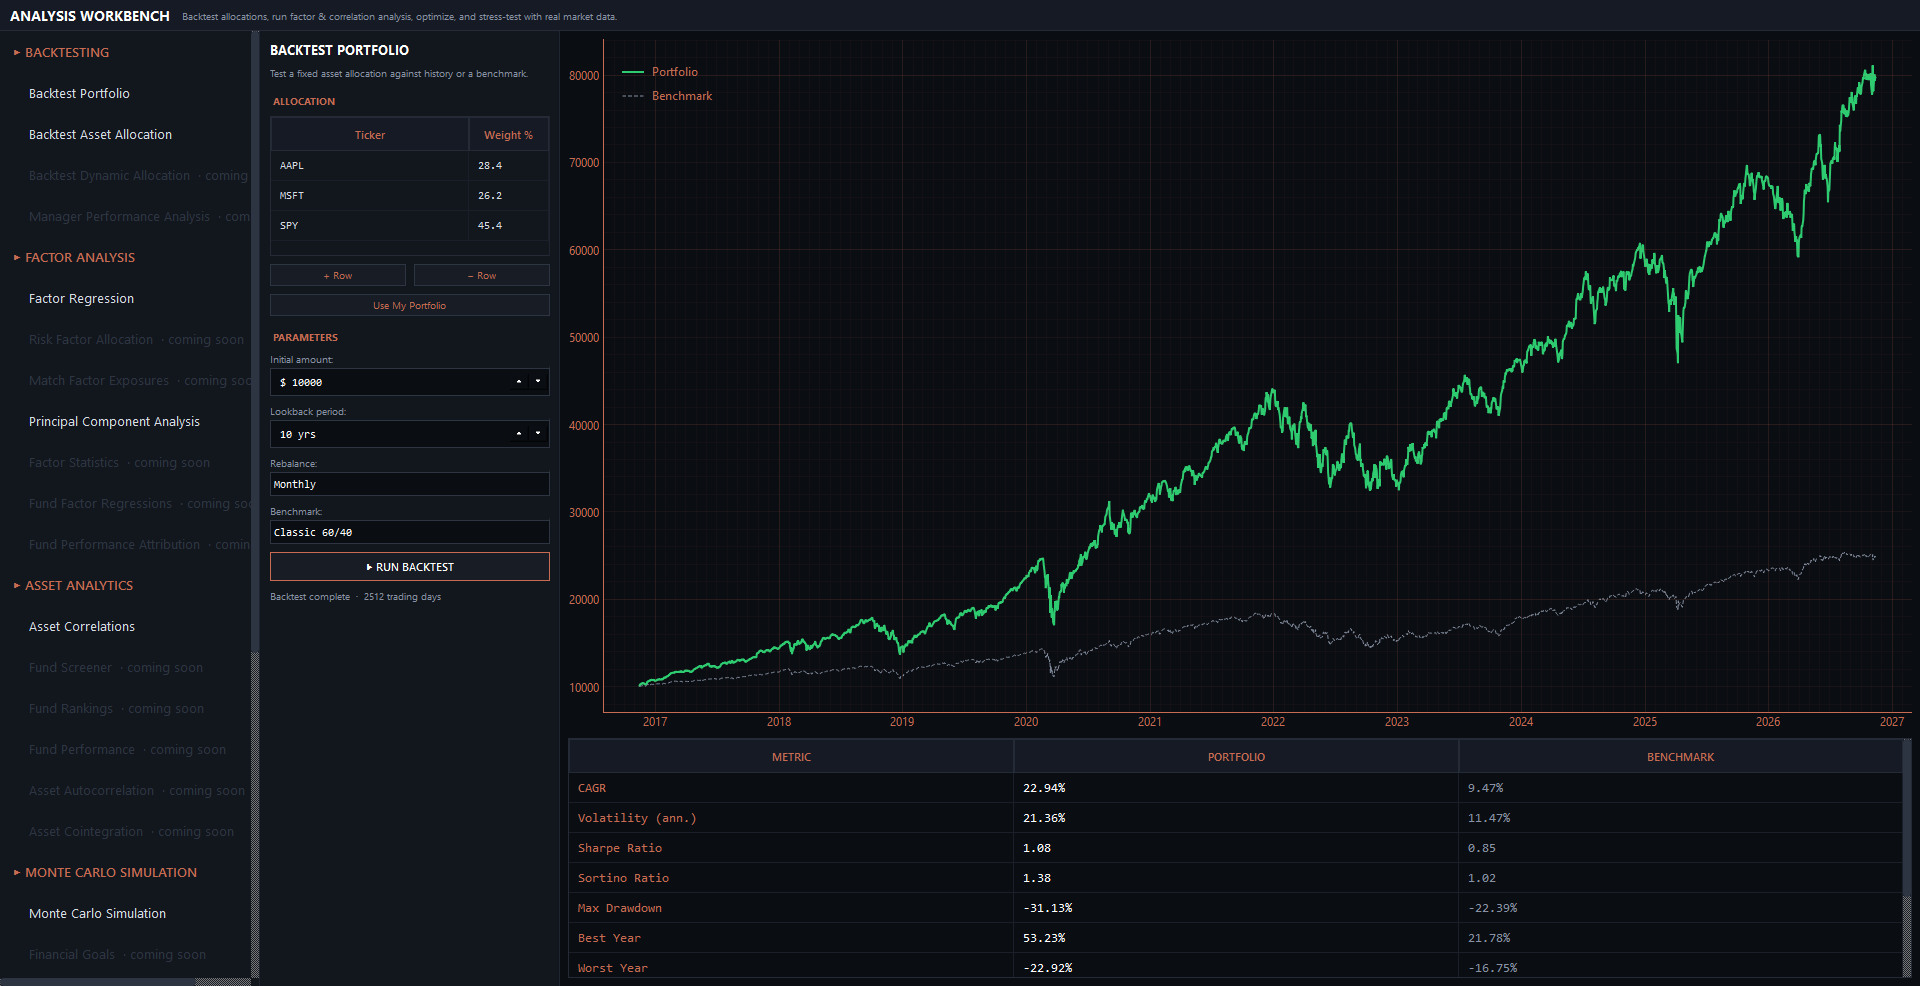 ANALYSIS WORKBENCH Backtest allocations, run factor & correlation analysis, optimize, and stress-test with real market data.
▸ BACKTESTING
Backtest Portfolio
Backtest Asset Allocation
Backtest Dynamic Allocation · coming
Manager Performance Analysis · com
▸ FACTOR ANALYSIS
Factor Regression
Risk Factor Allocation · coming soon
Match Factor Exposures · coming soo
Principal Component Analysis
Factor Statistics · coming soon
Fund Factor Regressions · coming soo
Fund Performance Attribution · comin
▸ ASSET ANALYTICS
Asset Correlations
Fund Screener · coming soon
Fund Rankings · coming soon
Fund Performance · coming soon
Asset Autocorrelation · coming soon
Asset Cointegration · coming soon
▸ MONTE CARLO SIMULATION
Monte Carlo Simulation
Financial Goals · coming soon
BACKTEST PORTFOLIO
Test a fixed asset allocation against history or a benchmark.
ALLOCATION
Ticker Weight %
AAPL 28.4
MSFT 26.2
SPY 45.4
+ Row − Row
Use My Portfolio
PARAMETERS
Initial amount:
$ 10000
Lookback period:
10 yrs
Rebalance:
Monthly
Benchmark:
Classic 60/40
▸ RUN BACKTEST
Backtest complete · 2512 trading days
Portfolio
Benchmark
80000
70000
60000
50000
40000
30000
20000
10000
2017 2018 2019 2020 2021 2022 2023 2024 2025 2026 2027
METRIC PORTFOLIO BENCHMARK
CAGR 22.94% 9.47%
Volatility (ann.) 21.36% 11.47%
Sharpe Ratio 1.08 0.85
Sortino Ratio 1.38 1.02
Max Drawdown -31.13% -22.39%
Best Year 53.23% 21.78%
Worst Year -22.92% -16.75%